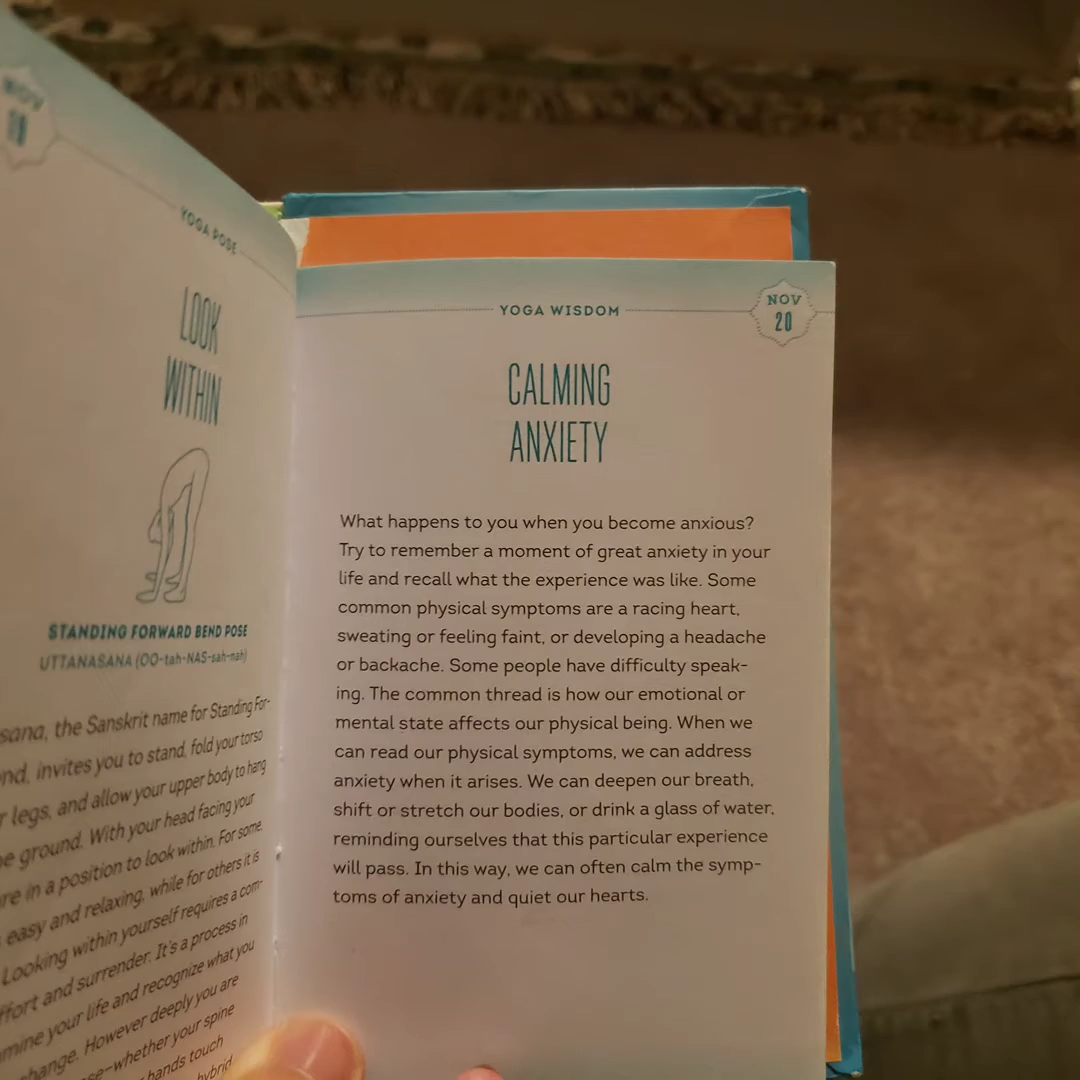 NOV
YOGA POSE
LOOK
WITHIN
STANDING FORWARD BEND POSE
UTTANASANA (OO-tah-NAS-sah-nah)
the Sanskrit name for Standing For-
invites you to stand, fold your torso
legs, and allow your upper body to hang
ground. With your head facing your
in a position to look within. For some,
easy and relaxing, while for others it is
Looking within yourself requires a com-
and surrender. It's a process in
your life and recognize what you
However deeply you are
whether your spine
hands touch
hybrid
YOGA WISDOM
NOV
20
CALMING
ANXIETY
What happens to you when you become anxious?
Try to remember a moment of great anxiety in your
life and recall what the experience was like. Some
common physical symptoms are a racing heart,
sweating or feeling faint, or developing a headache
or backache. Some people have difficulty speak-
ing. The common thread is how our emotional or
mental state affects our physical being. When we
can read our physical symptoms, we can address
anxiety when it arises. We can deepen our breath,
shift or stretch our bodies, or drink a glass of water,
reminding ourselves that this particular experience
will pass. In this way, we can often calm the symp-
toms of anxiety and quiet our hearts.